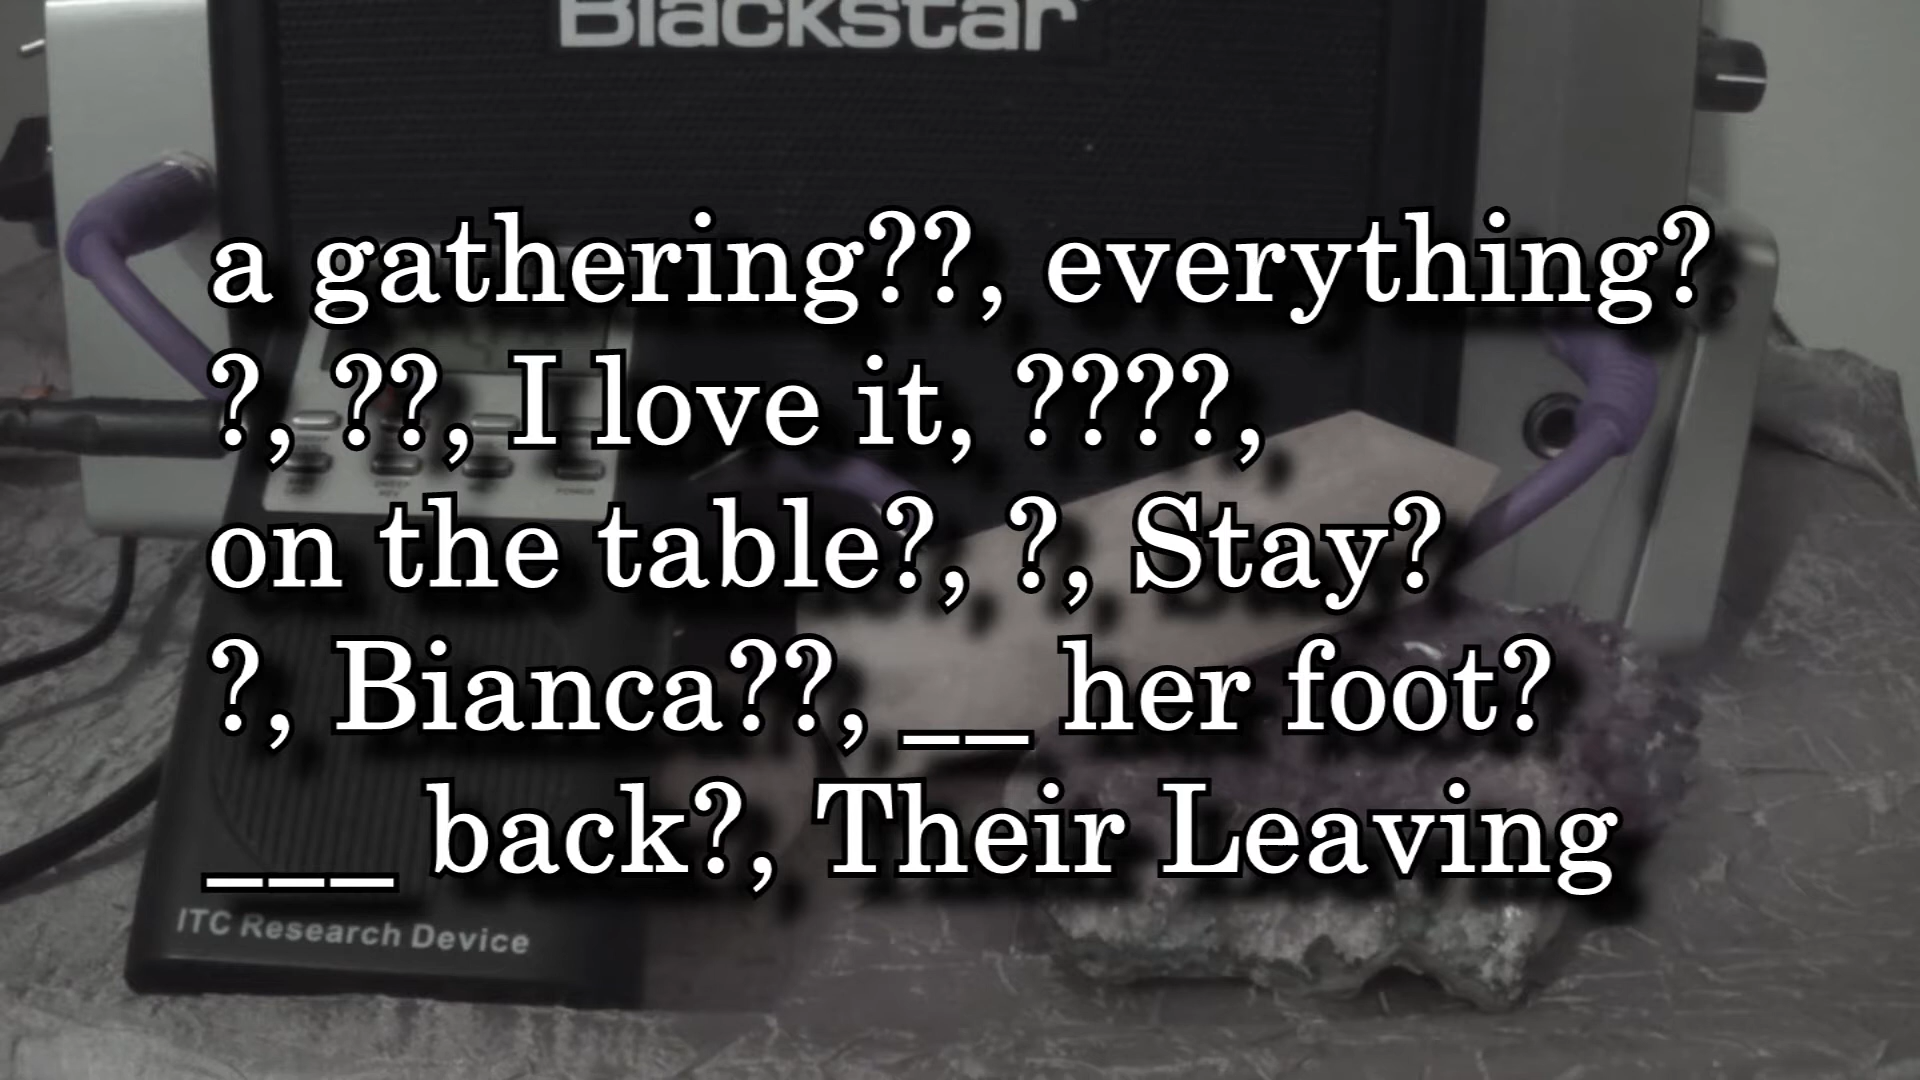 Blackstar
a gathering??, everything?
?, ??, I love it, ????,
on the table?, ?, Stay?
?, Bianca??, __ her foot?
___ back?, Their Leaving
POWER
ITC Research Device